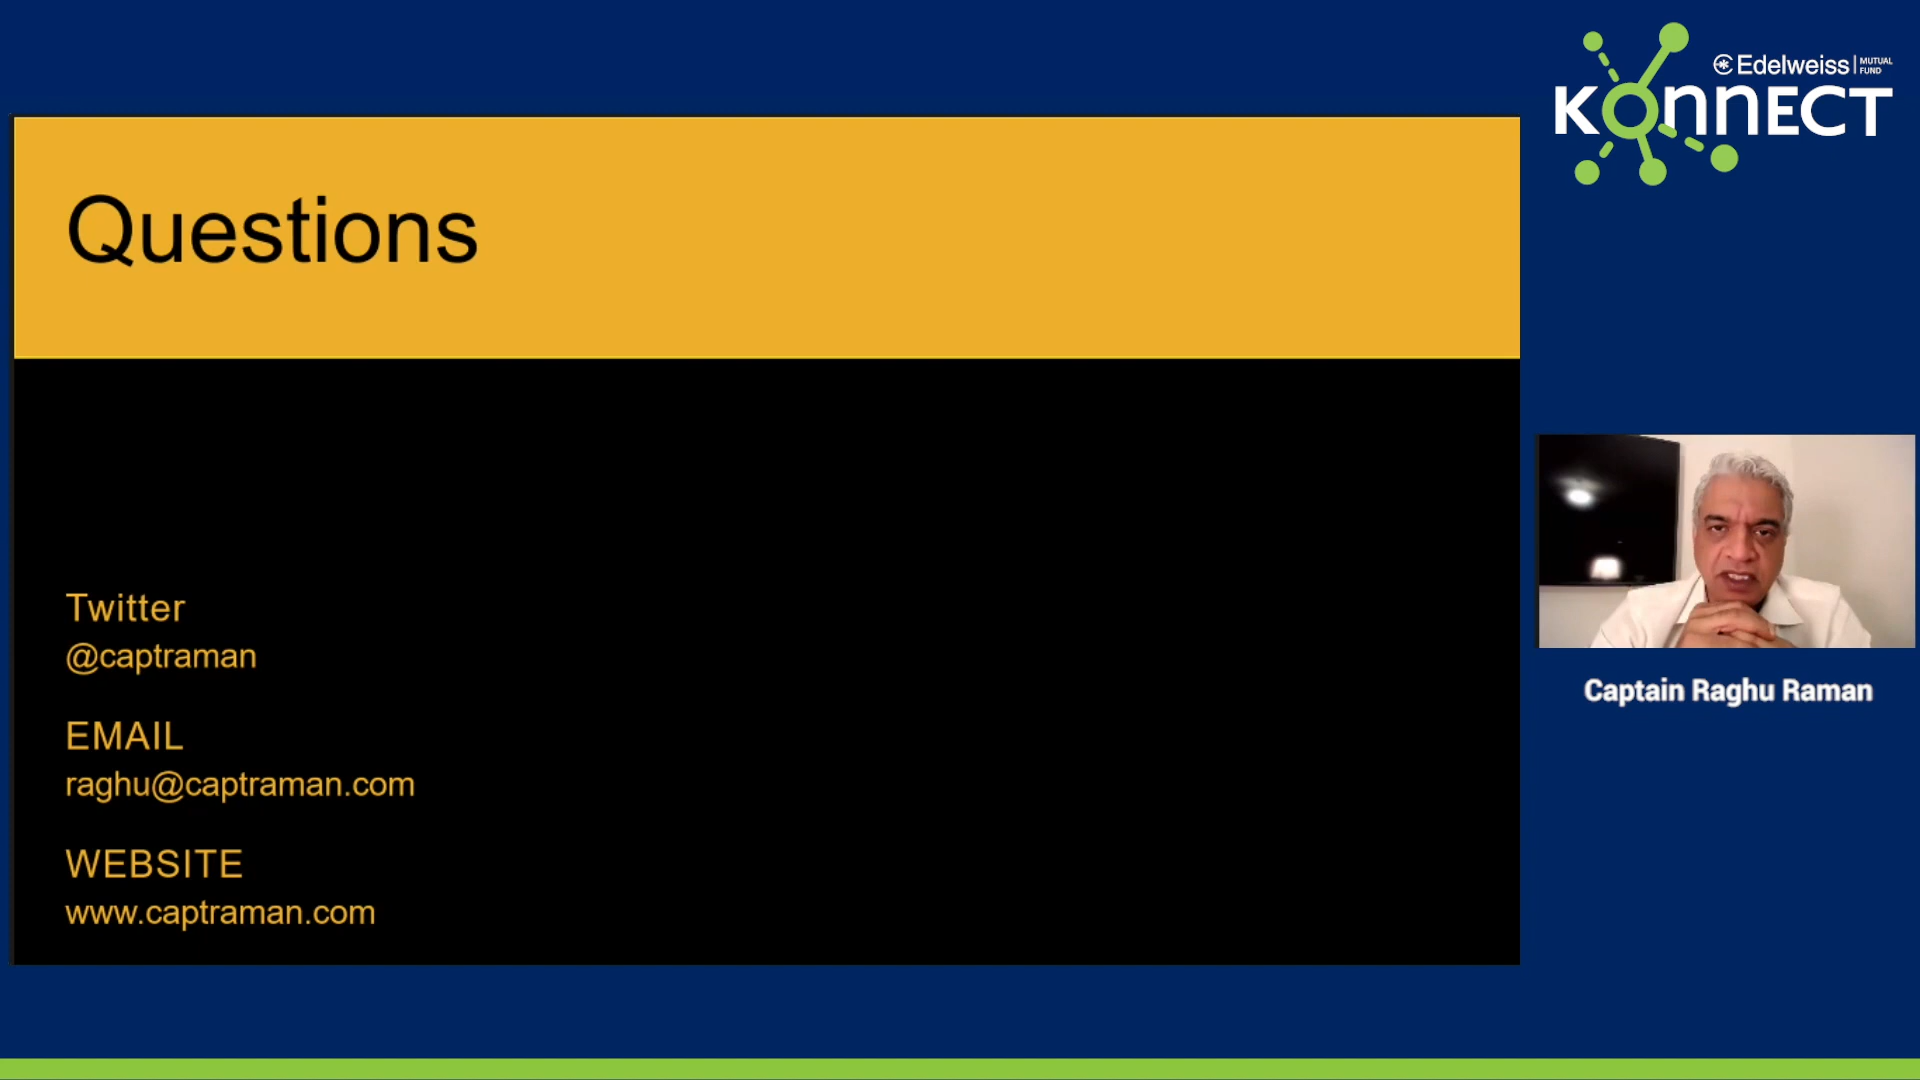 Questions
Twitter
@captraman
EMAIL
raghu@captraman.com
WEBSITE
www.captraman.com
Edelweiss MUTUAL FUND
KOnnECT
Captain Raghu Raman